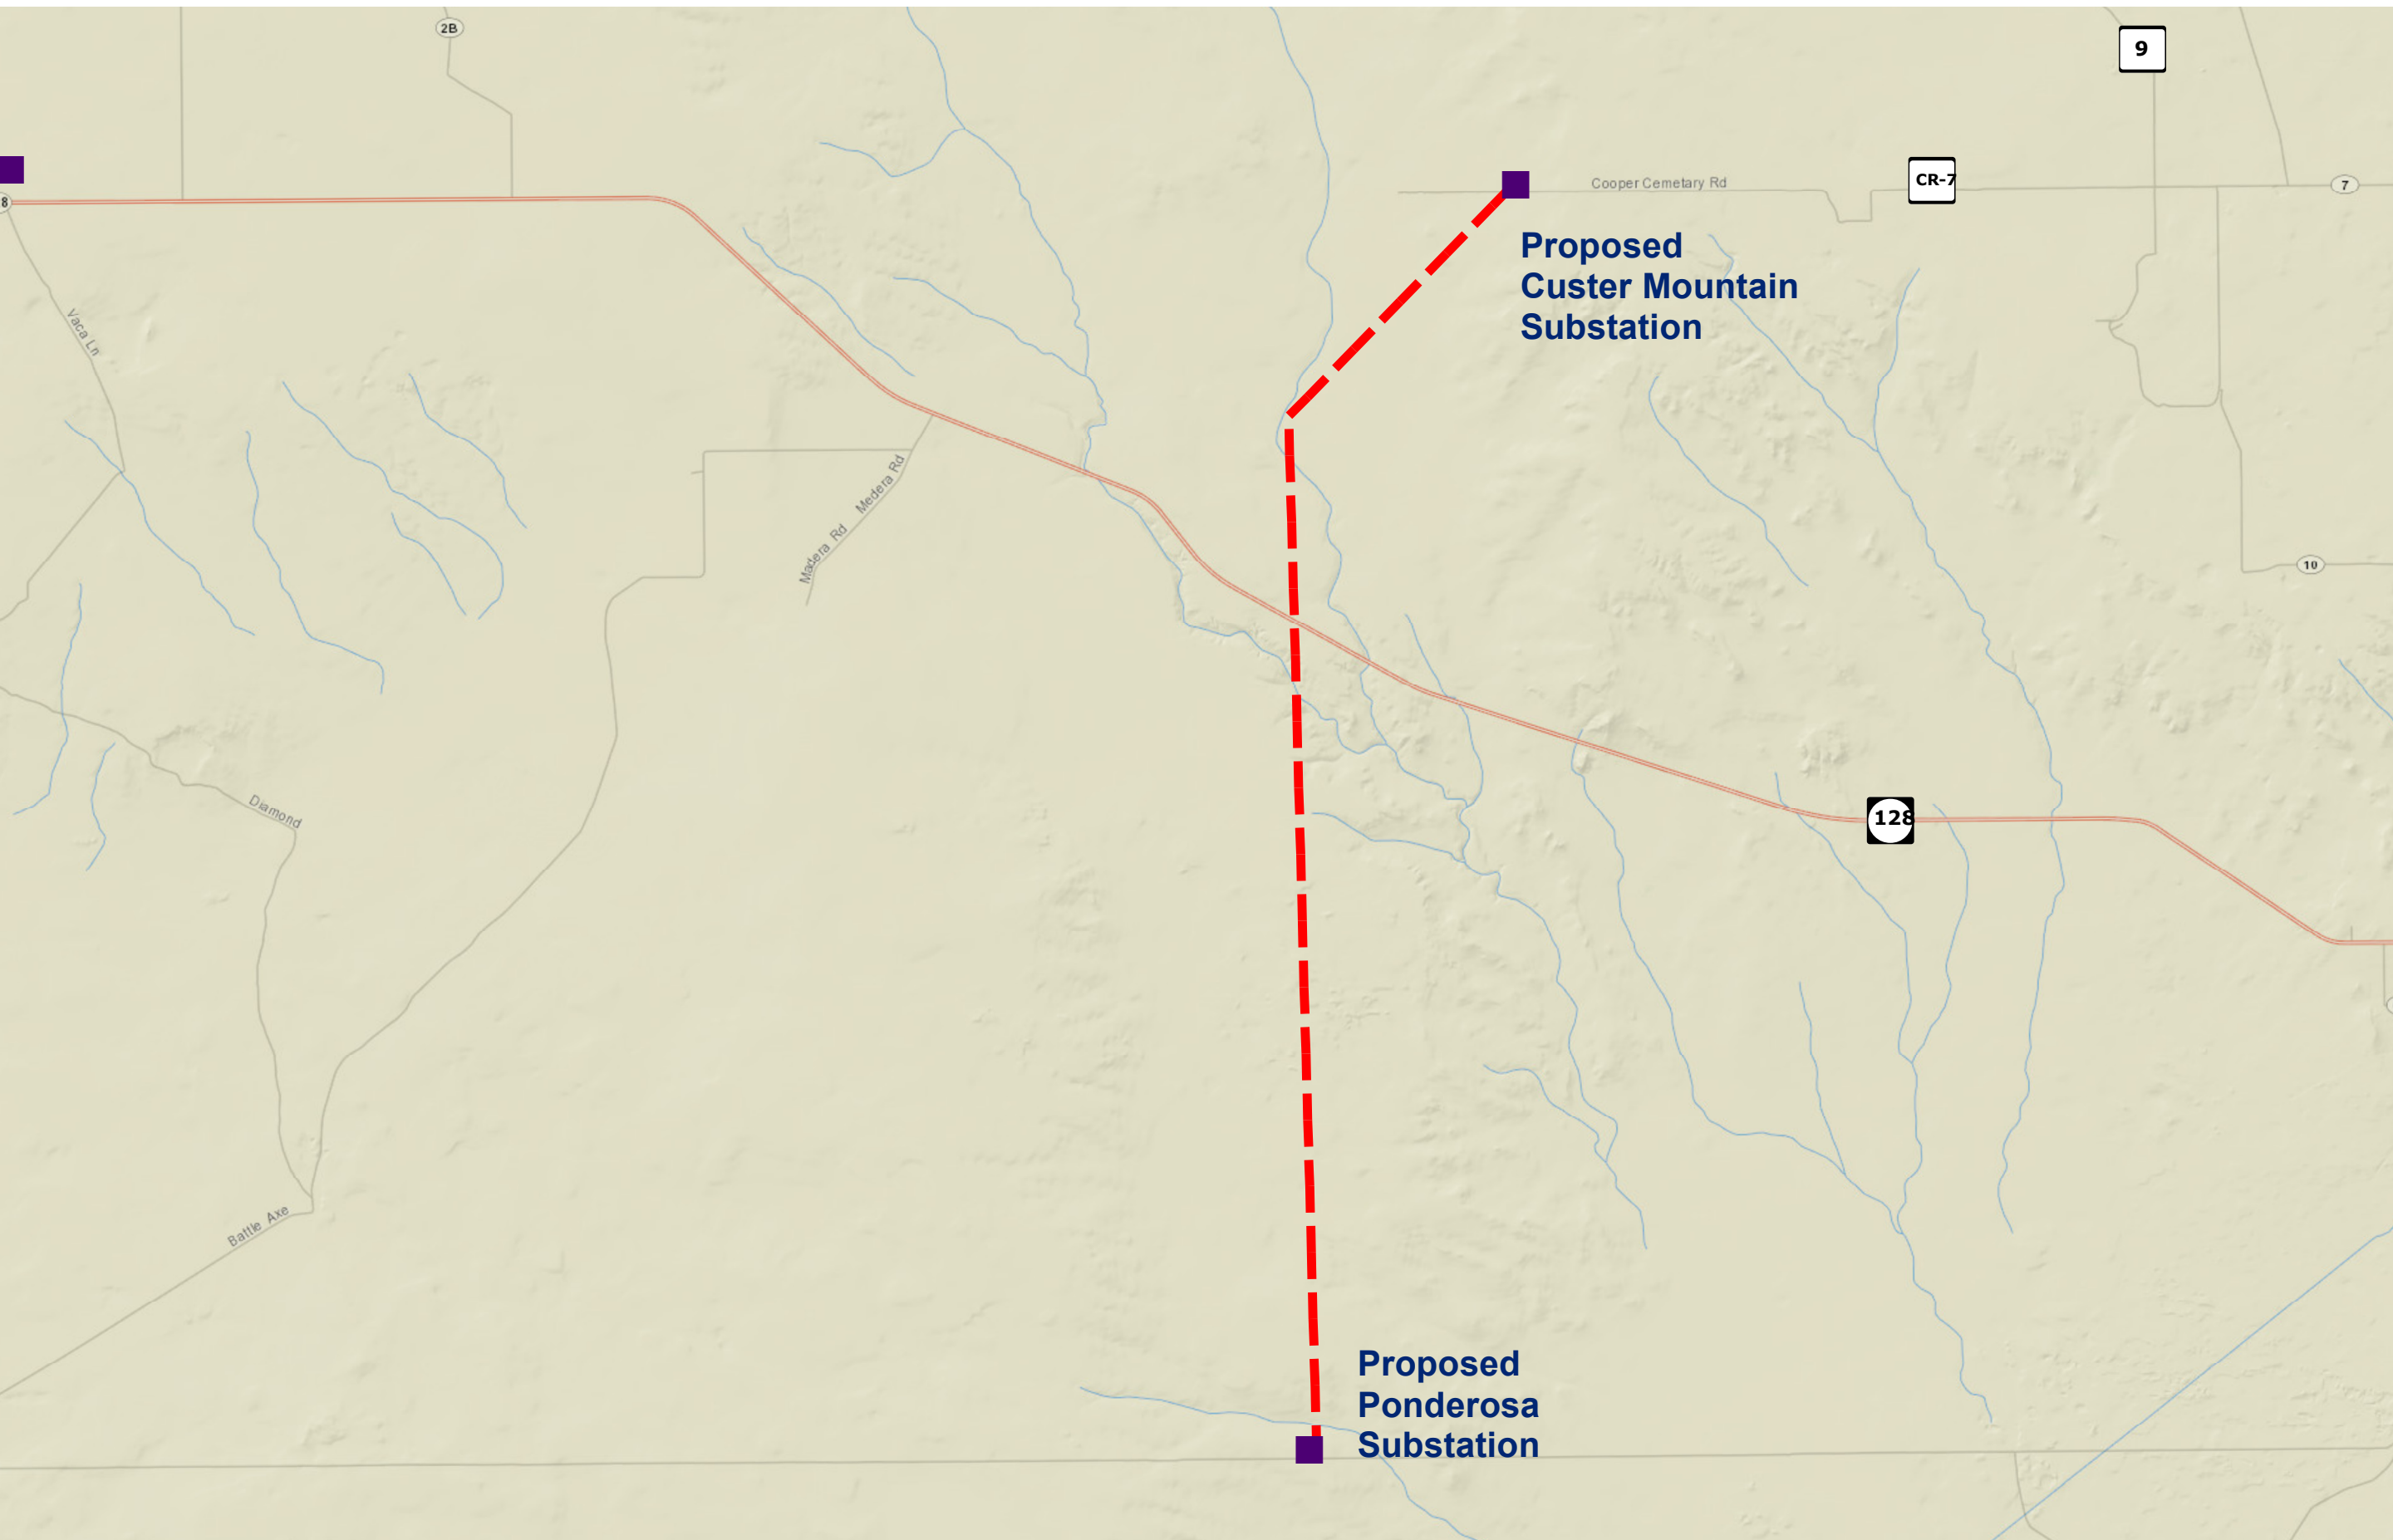 2B
9
Cooper Cemetary Rd
CR-7
7
8
Proposed
Custer Mountain
Substation
Vaca Ln
Medera Rd
Madera Rd
10
Diamond
128
Battle Axe
Proposed
Ponderosa
Substation